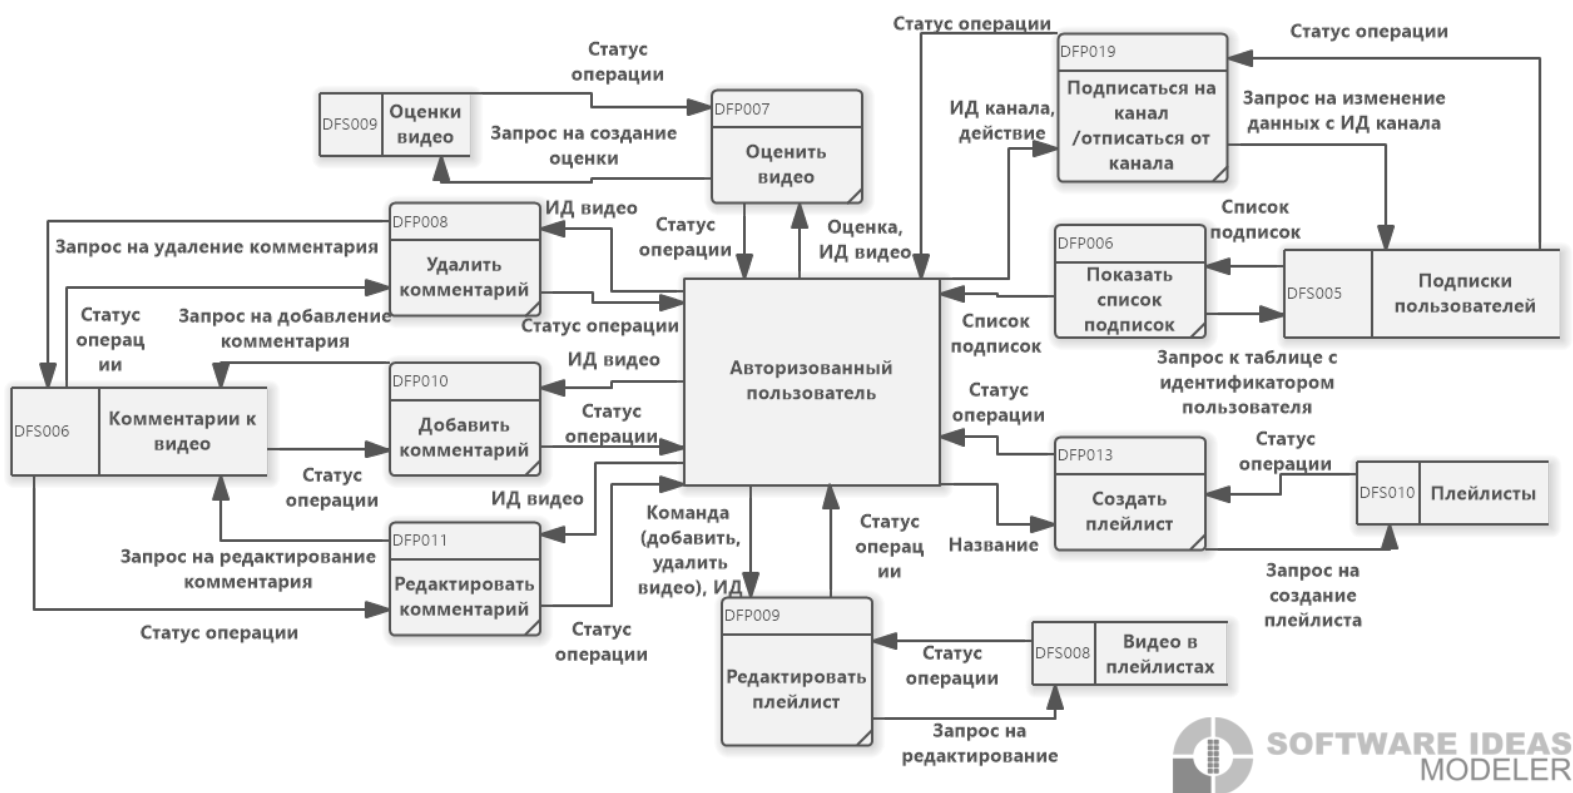 Статус операции
DFP019
Статус операции
Статус
операции
DFP007
DFS009
Оценки
видео
Запрос на создание
оценки
Оценить
видео
ИД канала,
действие
Подписаться на
канал
/отписаться от
канала
Запрос на изменение
данных с ИД канала
DFP008
ИД видео
Запрос на удаление комментария
Удалить
комментарий
Статус
операции
Оценка,
ИД видео
DFP006
Показать
список
подписок
Список
подписок
DFS005
Подписки
пользователей
Статус
операц
ии
Запрос на добавление
комментария
Статус операции
Список
подписок
Запрос к таблице с
идентификатором
пользователя
Авторизованный
пользователь
DFP010
ИД видео
Добавить
комментарий
Статус
операции
DFS006
Комментарии к
видео
Статус
операции
Статус
операции
DFP013
Создать
плейлист
Статус
операции
DFS010
Плейлисты
ИД видео
Команда
(добавить,
удалить
видео), ИД
Статус
операц
ии
Название
Запрос на
создание
плейлиста
DFP011
Запрос на редактирование
комментария
Редактировать
комментарий
Статус операции
Статус
операции
DFP009
Редактировать
плейлист
Статус
операции
DFS008
Видео в
плейлистах
Запрос на
редактирование
SOFTWARE IDEAS
MODELER